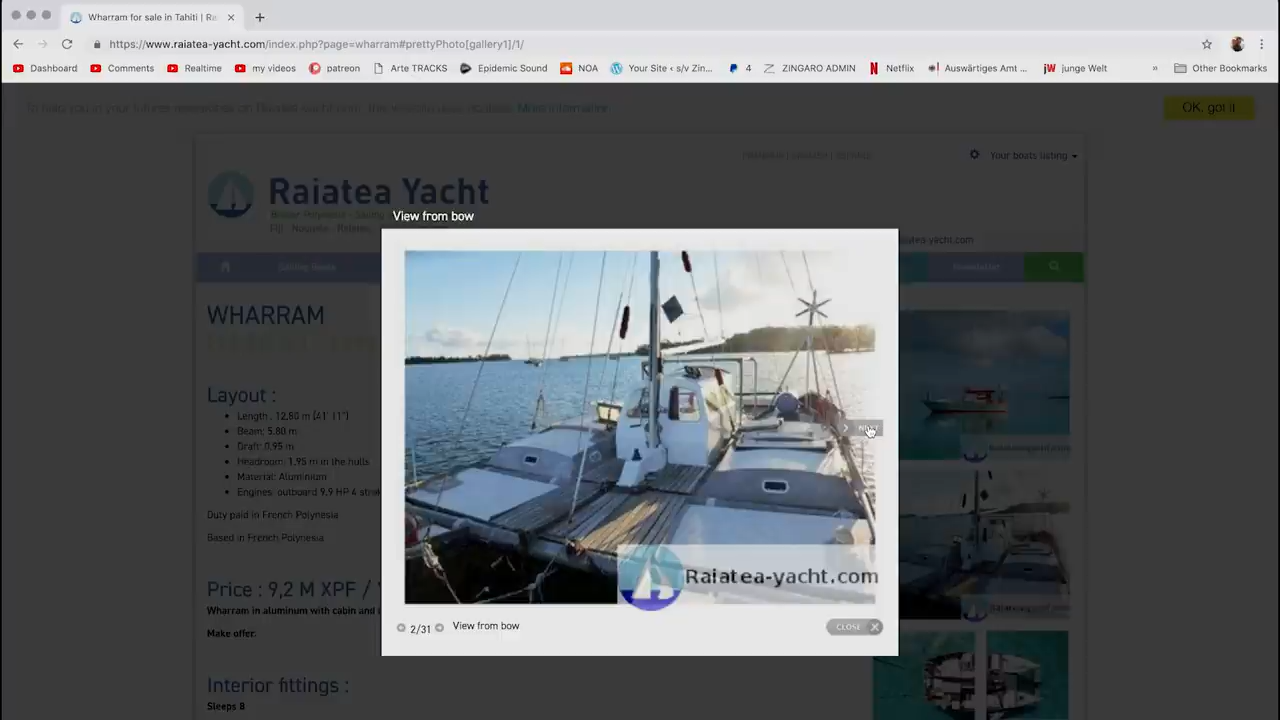 Wharram for sale in Tahiti | Ra
https://www.raiatea-yacht.com/index.php?page=wharram#prettyPhoto[gallery1]/1/
Dashboard Comments Realtime my videos patreon Arte TRACKS Epidemic Sound NOA Your Site ‹ s/v Zin... 4 ZINGARO ADMIN Netflix Auswärtiges Amt ... junge Welt » Other Bookmarks
More information
OK, got it
Your boats listing
Raiatea Yacht
View from bow
Fiji
Newsletter
WHARRAM
Layout :
Length : 12,80 m (41' 11")
Beam: 5.80 m
Draft: 0.95 m
Headroom: 1,95 m in the hulls
Material: Aluminium
Engines: outboard 9.9 HP 4 strok
Duty paid in French Polynesia
Based in French Polynesia
Price : 9,2 M XPF /
Wharram in aluminum with cabin and
Make offer.
Interior fittings :
Sleeps 8
NEXT
Raiatea-yacht.com
2/31 View from bow
CLOSE